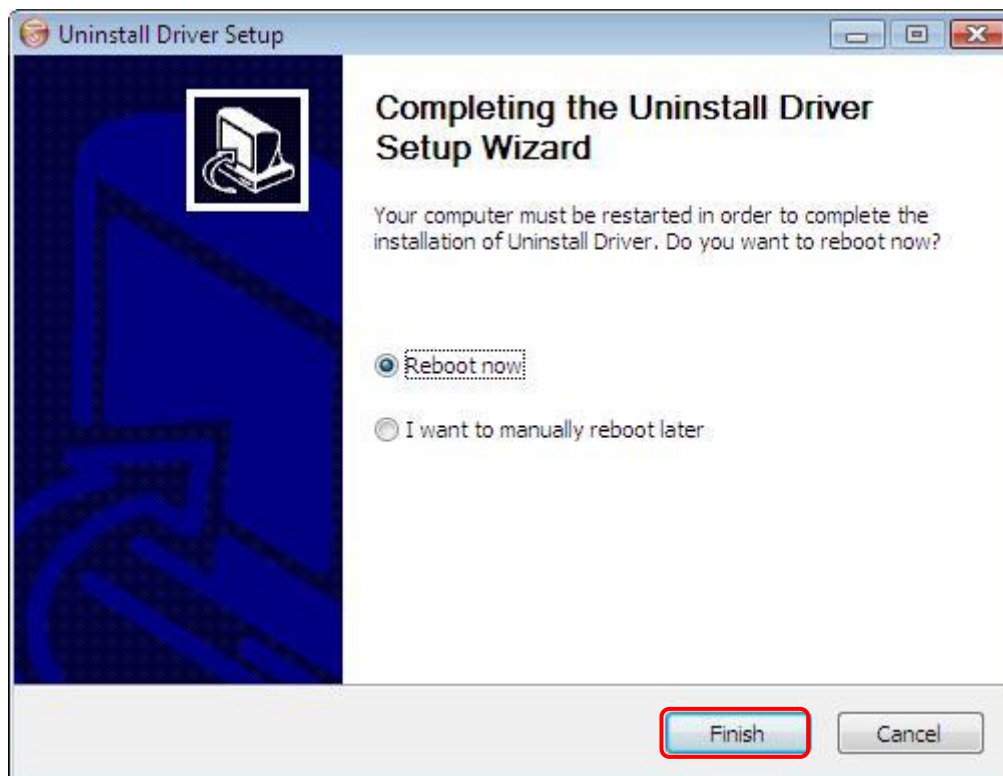 Uninstall Driver Setup
Completing the Uninstall Driver
Setup Wizard
Your computer must be restarted in order to complete the
installation of Uninstall Driver. Do you want to reboot now?
Reboot now
I want to manually reboot later
Finish
Cancel